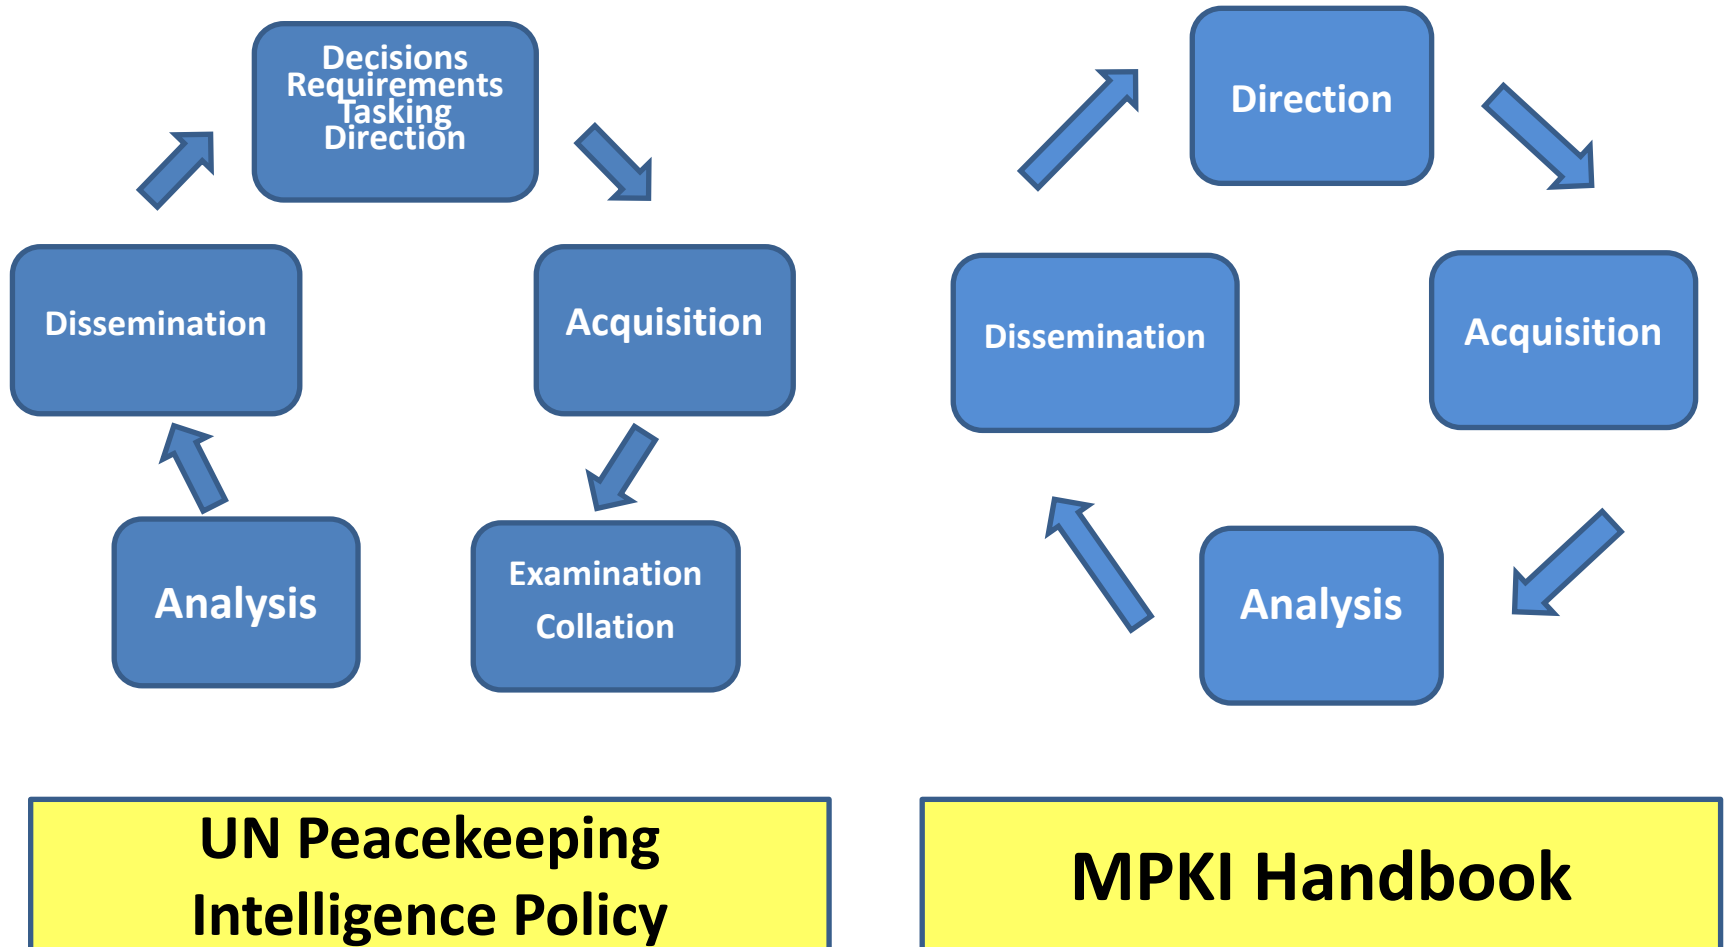 Decisions
Requirements
Tasking
Direction
Dissemination
Acquisition
Analysis
Examination
Collation
UN Peacekeeping
Intelligence Policy
Direction
Dissemination
Acquisition
Analysis
MPKI Handbook